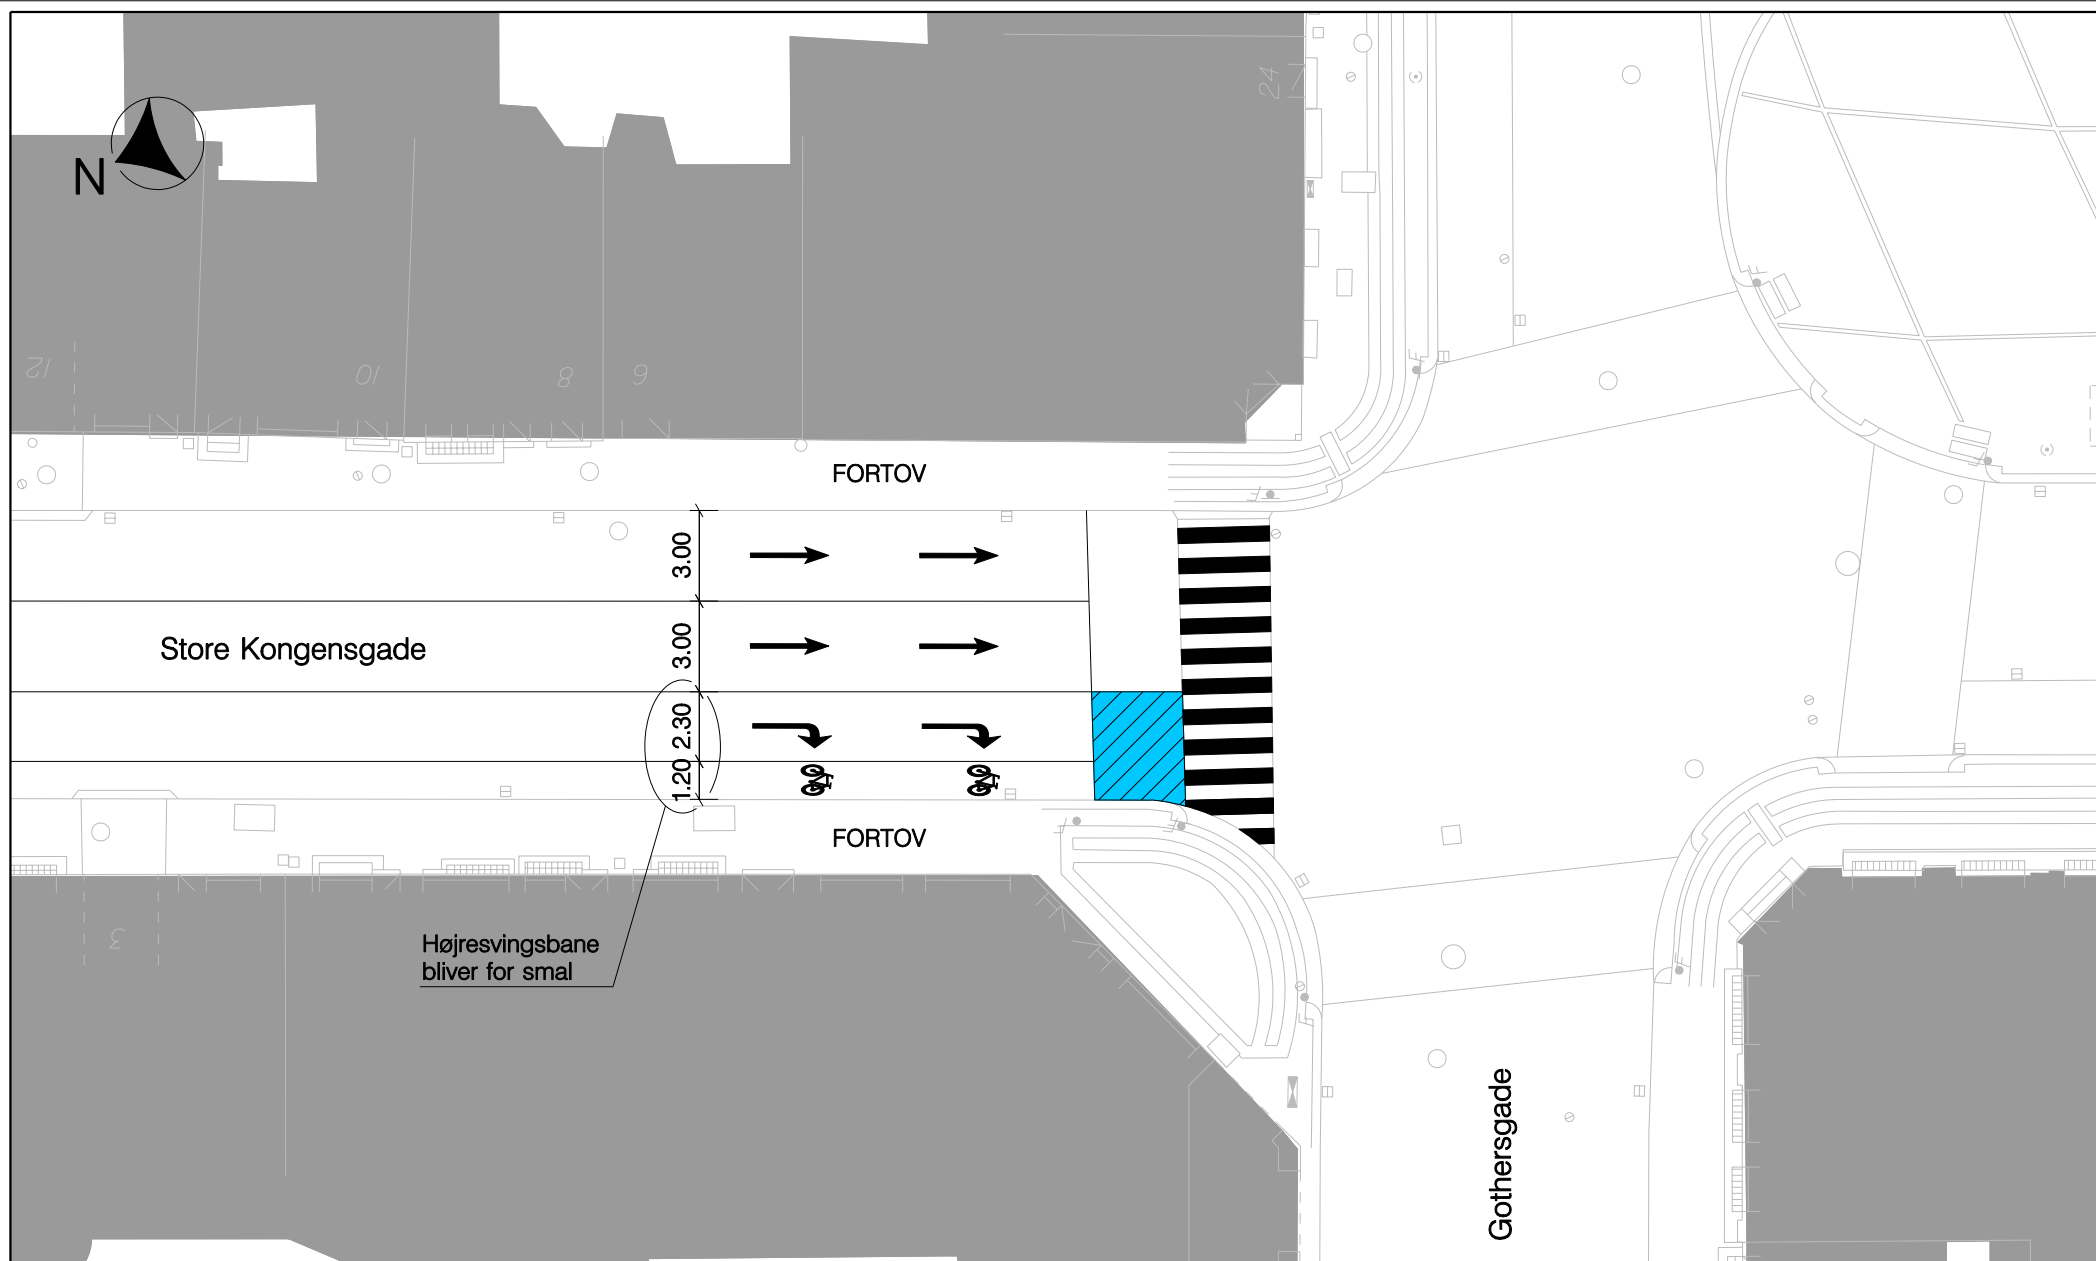 24
N
12
10
8
6
FORTOV
3.00
Store Kongensgade
3.00
2.30
1.20
FORTOV
3
Højresvingsbane
bliver for smal
Gothersgade